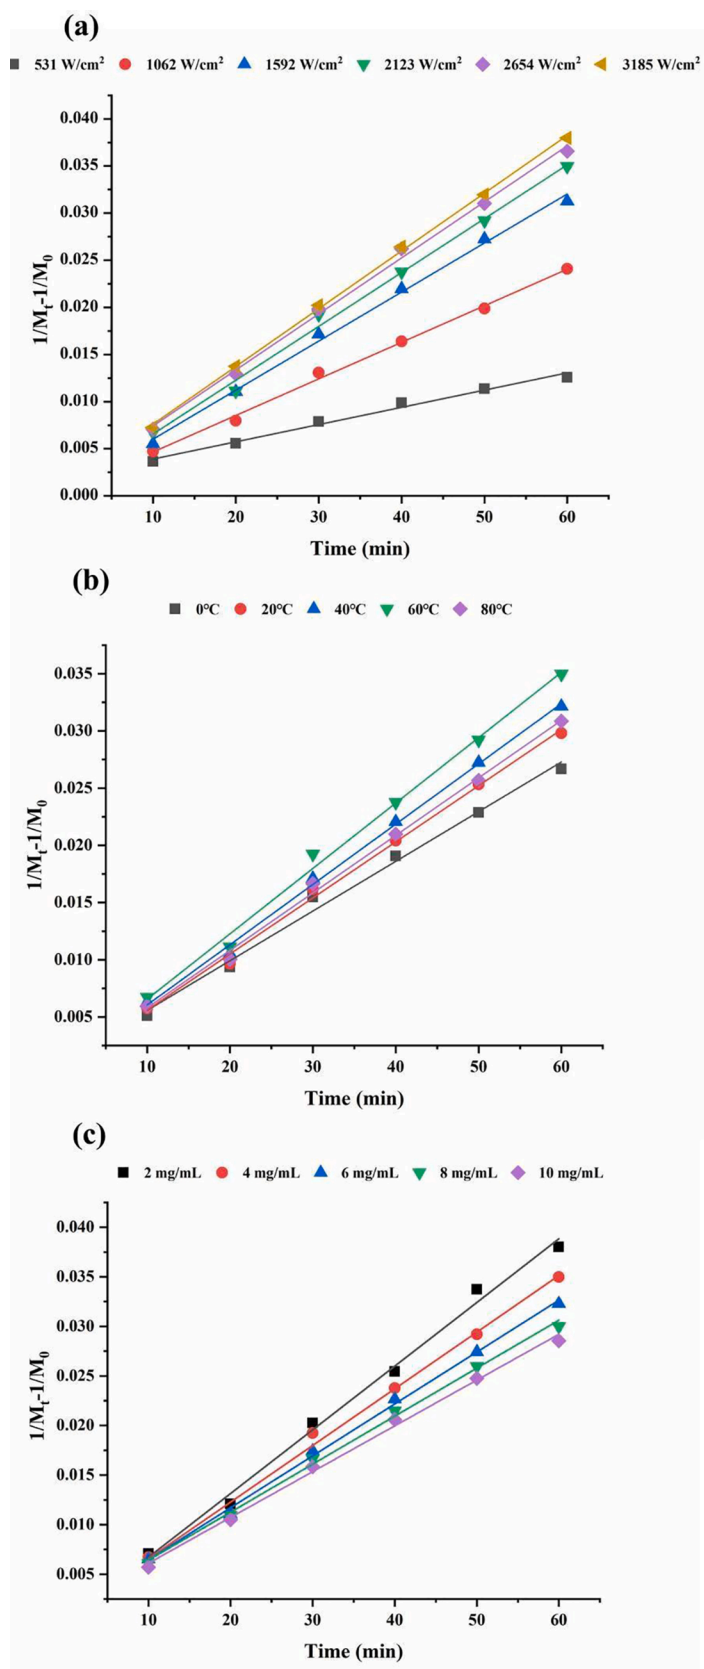 (a)
531 W/cm² 1062 W/cm² 1592 W/cm² 2123 W/cm² 2654 W/cm² 3185 W/cm²
0.040
0.035
0.030
0.025
0.020
0.015
0.010
0.005
0.000
1/Mt-1/M0
10 20 30 40 50 60
Time (min)
(b)
0℃ 20℃ 40℃ 60℃ 80℃
0.035
0.030
0.025
0.020
0.015
0.010
0.005
1/Mt-1/M0
10 20 30 40 50 60
Time (min)
(c)
2 mg/mL 4 mg/mL 6 mg/mL 8 mg/mL 10 mg/mL
0.040
0.035
0.030
0.025
0.020
0.015
0.010
0.005
1/Mt-1/M0
10 20 30 40 50 60
Time (min)